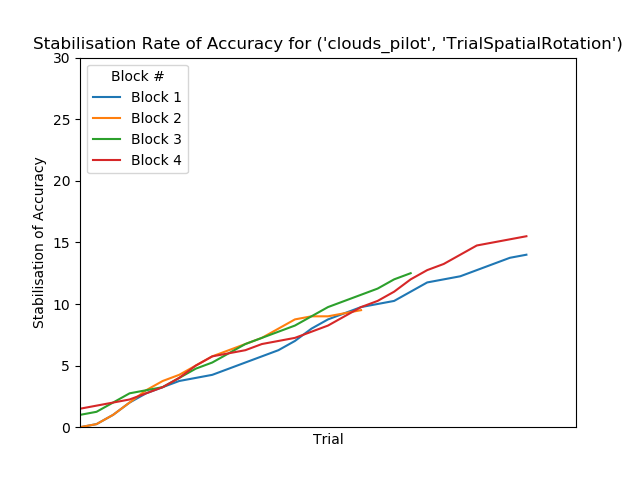 Stabilisation Rate of Accuracy for ('clouds_pilot', 'TrialSpatialRotation')
30
25
20
15
10
5
0
Stabilisation of Accuracy
Block #
Block 1
Block 2
Block 3
Block 4
Trial